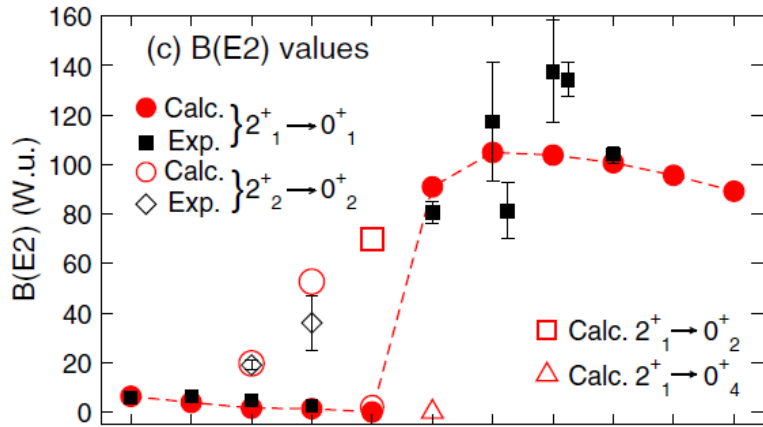 160
(c) B(E2) values
140
Calc.
Exp.
} 2⁺₁ → 0⁺₁
120
Calc.
Exp.
} 2⁺₂ → 0⁺₂
100
80
60
40
20
0
B(E2) (W.u.)
Calc. 2⁺₁ → 0⁺₂
Calc. 2⁺₁ → 0⁺₄